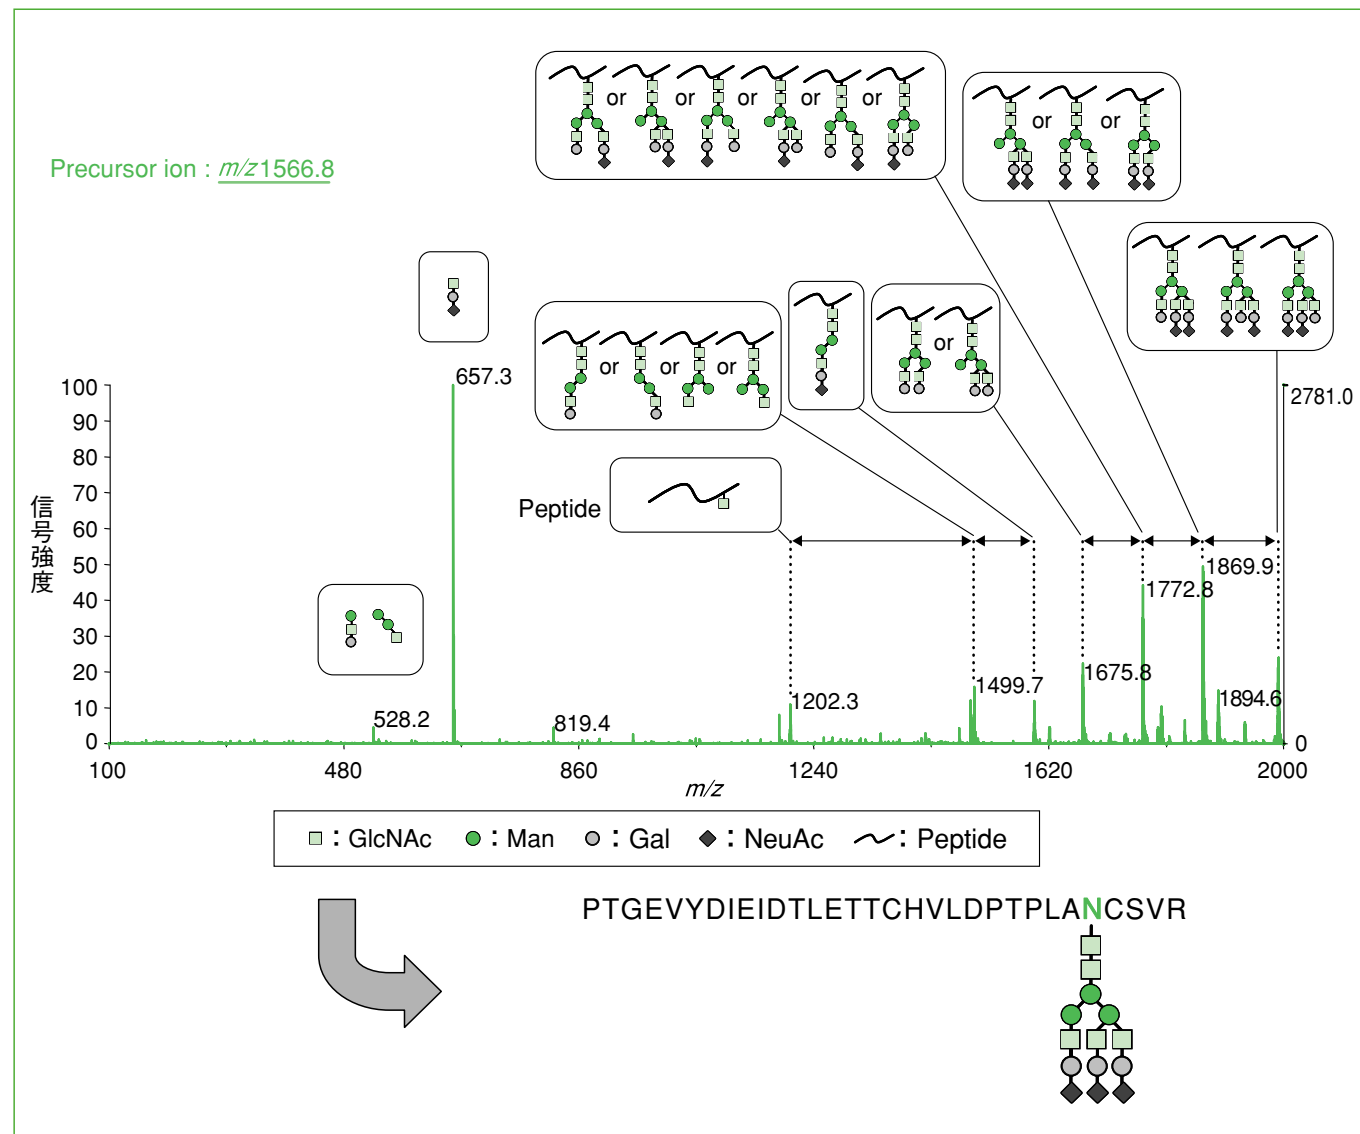 or or or or or
or or
Precursor ion : m/z 1566.8
or or or
or
657.3
2781.0
Peptide
信号強度
100
90
80
70
60
50
40
30
20
10
0
528.2
819.4
1202.3
1499.7
1675.8
1772.8
1869.9
1894.6
0
100 480 860 1240 1620 2000
m/z
: GlcNAc : Man : Gal : NeuAc : Peptide
PTGEVYDIEIDTLETTCHVLDPTPLANCSVR